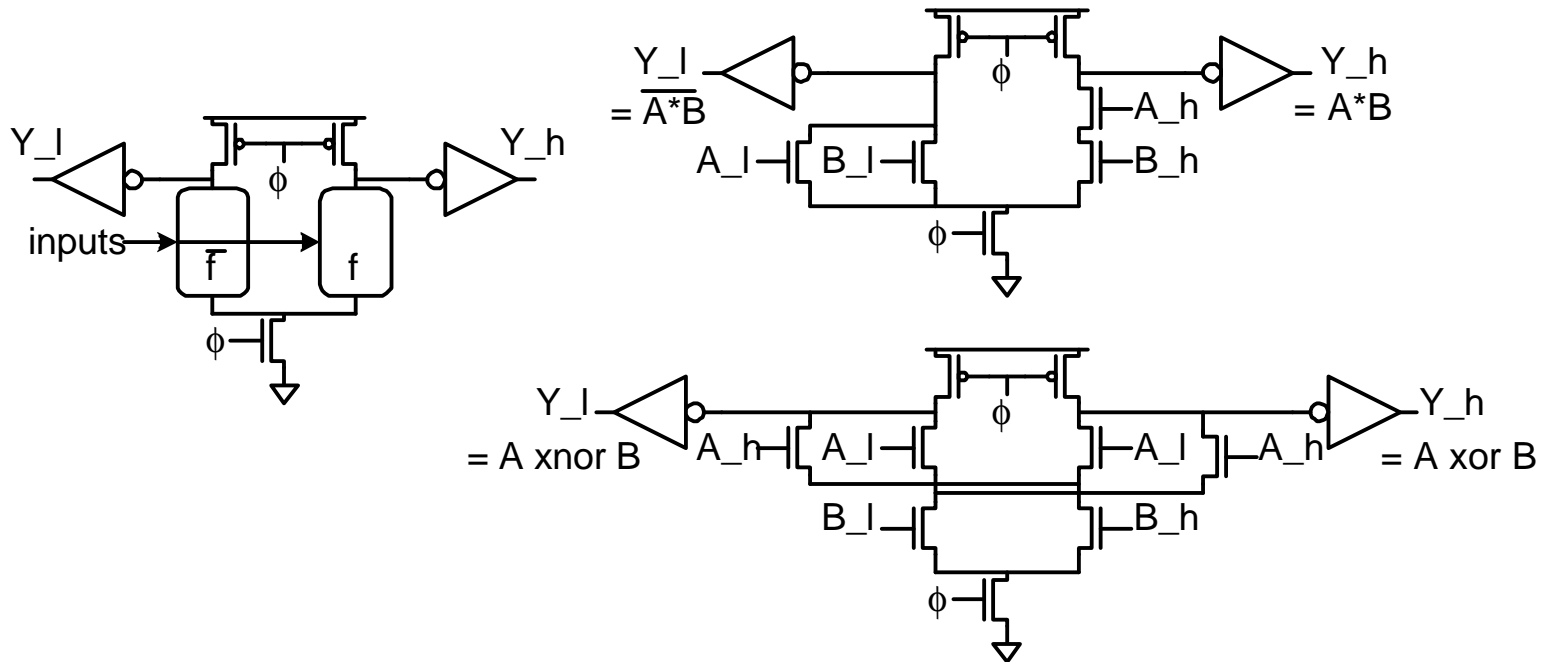 Y_l
Y_h
ϕ
inputs
f̅
f
ϕ
Y_l
= A*B̅
ϕ
Y_h
= A*B
A_h
A_l
B_l
B_h
ϕ
Y_l
= A xnor B
ϕ
Y_h
= A xor B
A_h
A_l
A_l
A_h
B_l
B_h
ϕ